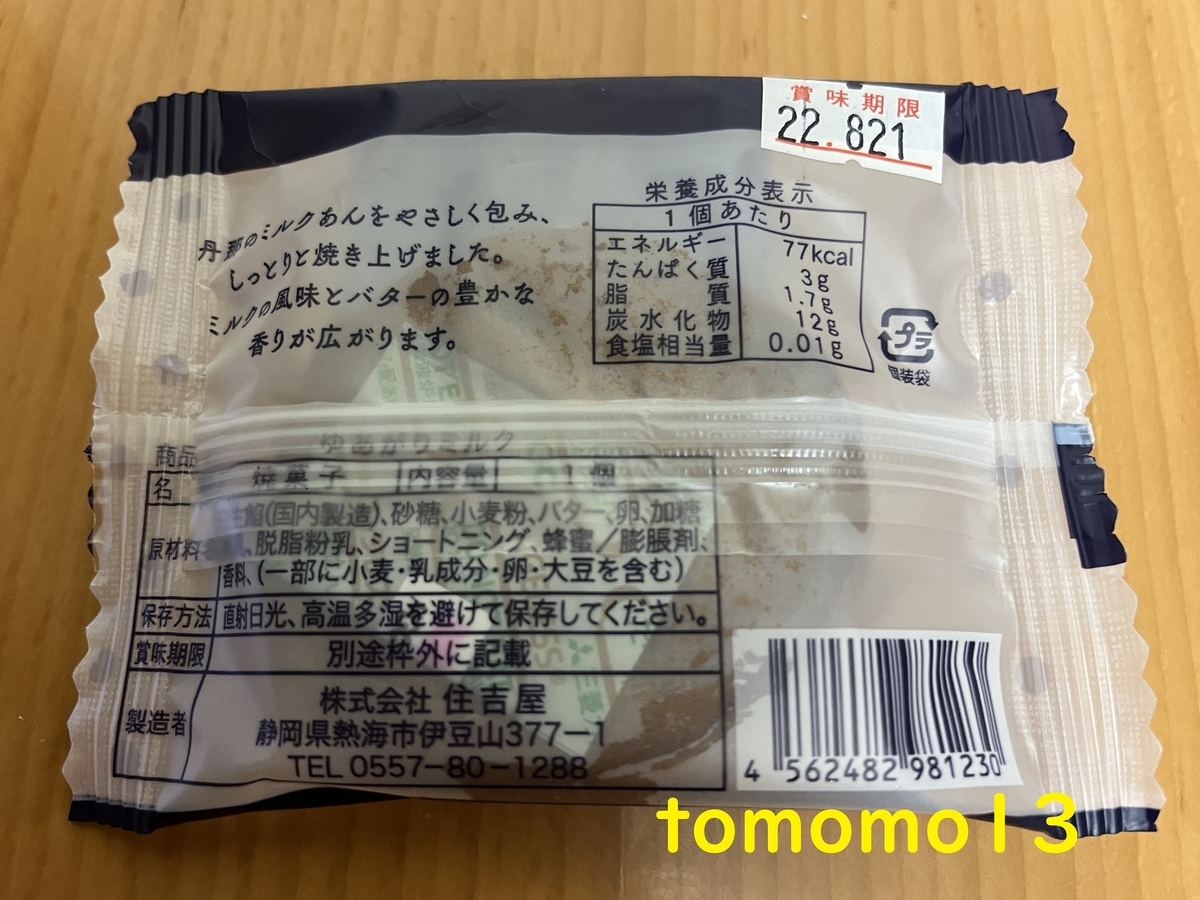 賞味期限
22.821
丹那のミルクあんをやさしく包み、
しっとりと焼き上げました。
ミルクの風味とバターの豊かな
香りが広がります。
栄養成分表示
1個あたり
エネルギー 77kcal
たんぱく質 3g
脂質 1.7g
炭水化物 12g
食塩相当量 0.01g
プラ
個装袋
商品 ゆあがりミルク
名 焼菓子 内容量 1個
原材料 (国内製造)、砂糖、小麦粉、バター、卵、加糖
、脱脂粉乳、ショートニング、蜂蜜/膨脹剤、
香料、(一部に小麦・乳成分・卵・大豆を含む)
保存方法 直射日光、高温多湿を避けて保存してください。
賞味期限 別途枠外に記載
製造者 株式会社 住吉屋
静岡県熱海市伊豆山377-1
TEL 0557-80-1288
4 562482 981230
tomomo13